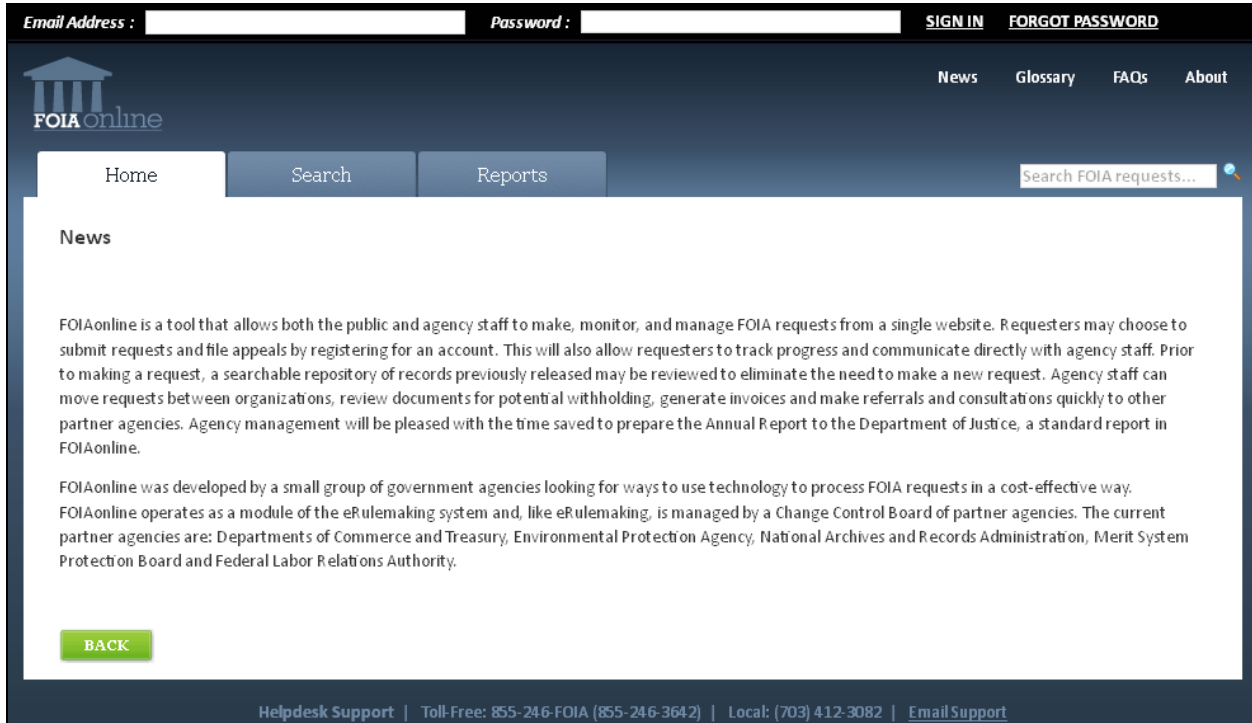 Email Address : Password : SIGN IN FORGOT PASSWORD
News Glossary FAQs About
FOIA online
Home Search Reports Search FOIA requests...
News
FOIAonline is a tool that allows both the public and agency staff to make, monitor, and manage FOIA requests from a single website. Requesters may choose to
submit requests and file appeals by registering for an account. This will also allow requesters to track progress and communicate directly with agency staff. Prior
to making a request, a searchable repository of records previously released may be reviewed to eliminate the need to make a new request. Agency staff can
move requests between organizations, review documents for potential withholding, generate invoices and make referrals and consultations quickly to other
partner agencies. Agency management will be pleased with the time saved to prepare the Annual Report to the Department of Justice, a standard report in
FOIAonline.
FOIAonline was developed by a small group of government agencies looking for ways to use technology to process FOIA requests in a cost-effective way.
FOIAonline operates as a module of the eRulemaking system and, like eRulemaking, is managed by a Change Control Board of partner agencies. The current
partner agencies are: Departments of Commerce and Treasury, Environmental Protection Agency, National Archives and Records Administration, Merit System
Protection Board and Federal Labor Relations Authority.
BACK
Helpdesk Support | Toll-Free: 855-246-FOIA (855-246-3642) | Local: (703) 412-3082 | Email Support